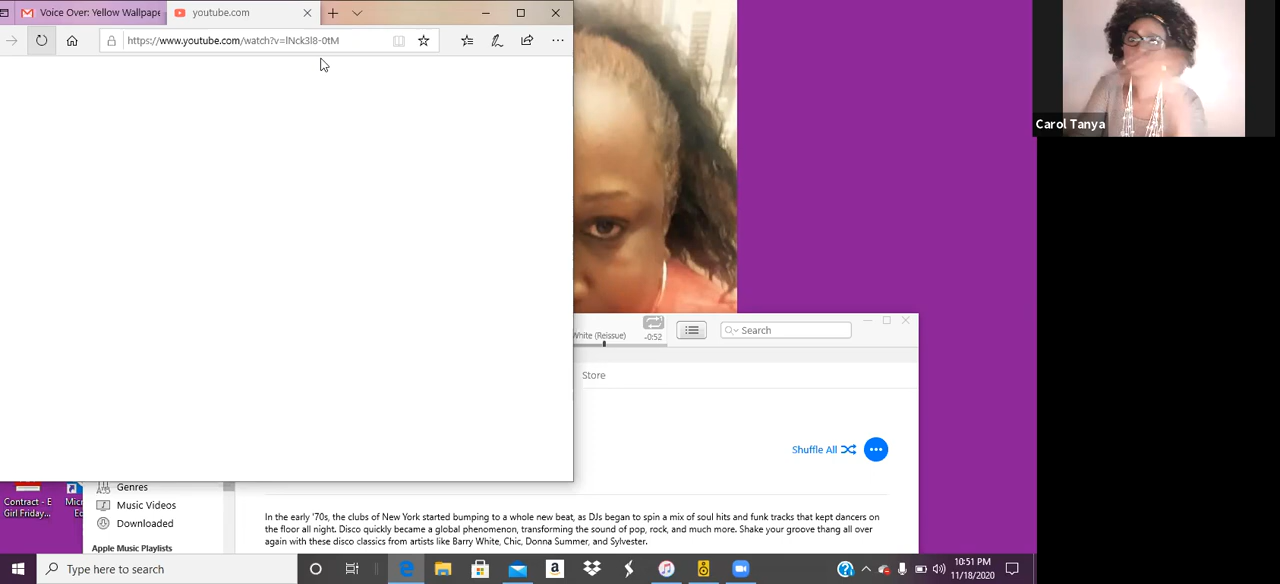 Voice Over: Yellow Wallpape
youtube.com
https://www.youtube.com/watch?v=lNck3l8-0tM
Carol Tanya
White (Reissue)
-0:52
Search
Store
Shuffle All
Contract - E
Girl Friday...
Genres
Music Videos
Downloaded
Apple Music Playlists
In the early '70s, the clubs of New York started bumping to a whole new beat, as DJs began to spin a mix of soul hits and funk tracks that kept dancers on
the floor all night. Disco quickly became a global phenomenon, transforming the sound of pop, rock, and much more. Shake your groove thang all over
again with these disco classics from artists like Barry White, Chic, Donna Summer, and Sylvester.
Type here to search
10:51 PM
11/18/2020